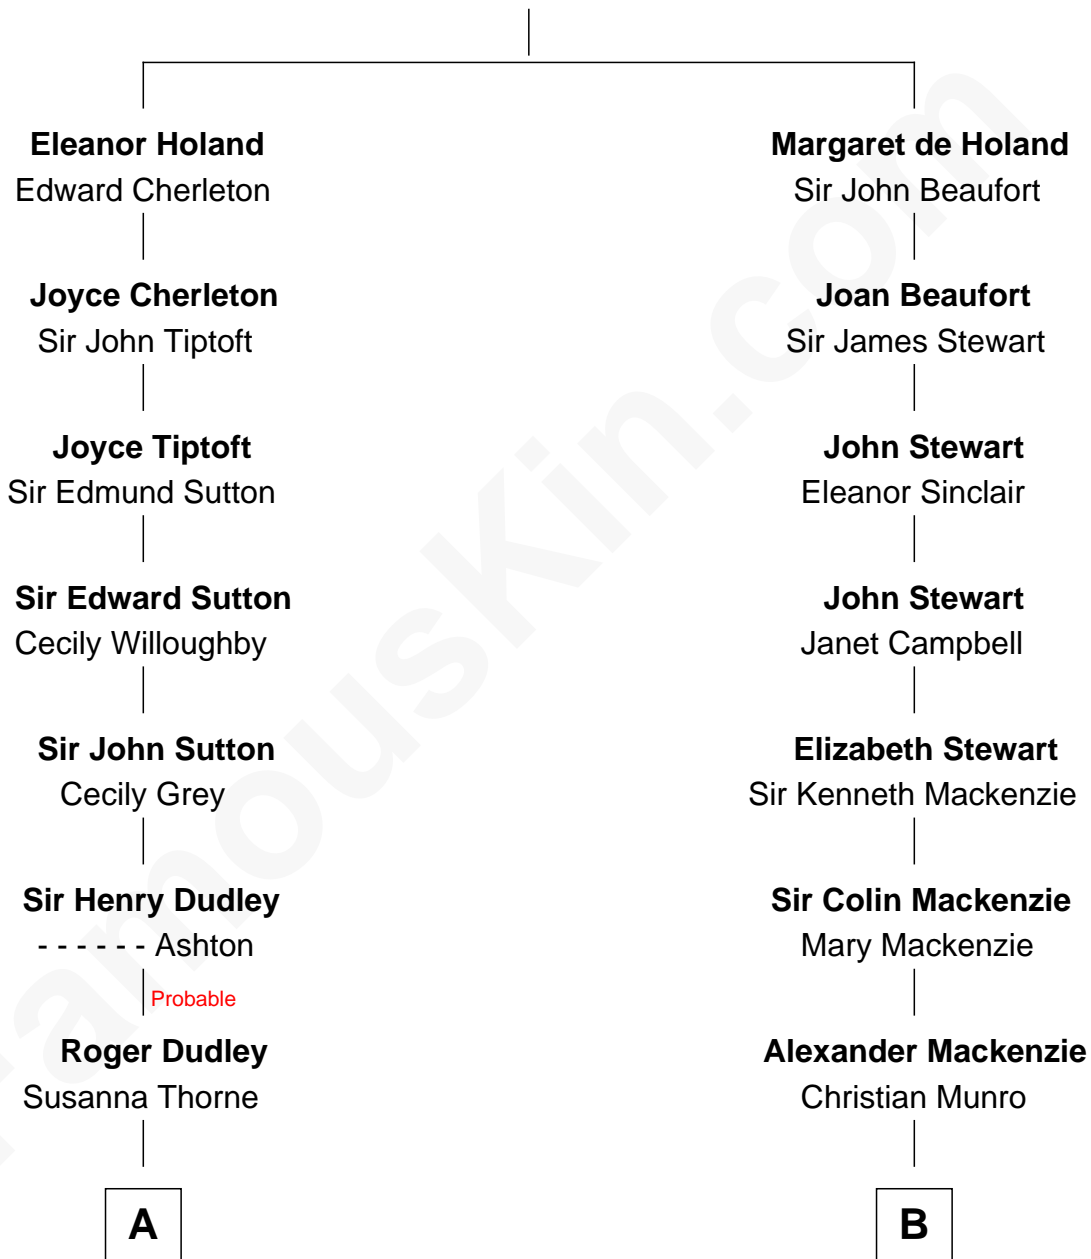 Eleanor Holand
Edward Cherleton
Joyce Cherleton
Sir John Tiptoft
Joyce Tiptoft
Sir Edmund Sutton
Sir Edward Sutton
Cecily Willoughby
Sir John Sutton
Cecily Grey
Sir Henry Dudley
- - - - - - Ashton
Probable
Roger Dudley
Susanna Thorne
A
Margaret de Holand
Sir John Beaufort
Joan Beaufort
Sir James Stewart
John Stewart
Eleanor Sinclair
John Stewart
Janet Campbell
Elizabeth Stewart
Sir Kenneth Mackenzie
Sir Colin Mackenzie
Mary Mackenzie
Alexander Mackenzie
Christian Munro
B
FamousKin.com